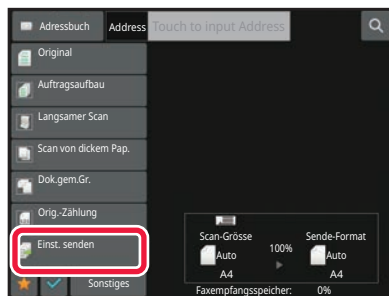 Adressbuch Address Touch to input Address
Original
Auftragsaufbau
Langsamer Scan
Scan von dickem Pap.
Dok.gem.Gr.
Orig.-Zählung
Einst. senden
Sonstiges
Scan-Grösse 100% Sende-Format
Auto Auto
A4 A4
Faxempfangsspeicher: 0%